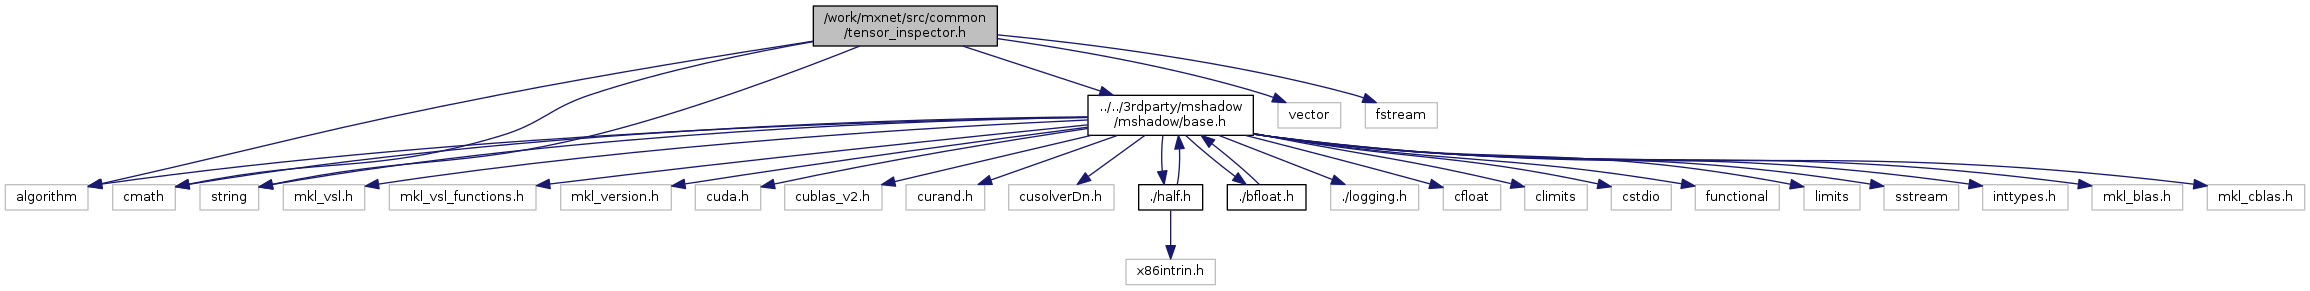 /work/mxnet/src/common
/tensor_inspector.h
../../3rdparty/mshadow
/mshadow/base.h
vector
fstream
algorithm
cmath
string
mkl_vsl.h
mkl_vsl_functions.h
mkl_version.h
cuda.h
cublas_v2.h
curand.h
cusolverDn.h
./half.h
./bfloat.h
./logging.h
cfloat
climits
cstdio
functional
limits
sstream
inttypes.h
mkl_blas.h
mkl_cblas.h
x86intrin.h